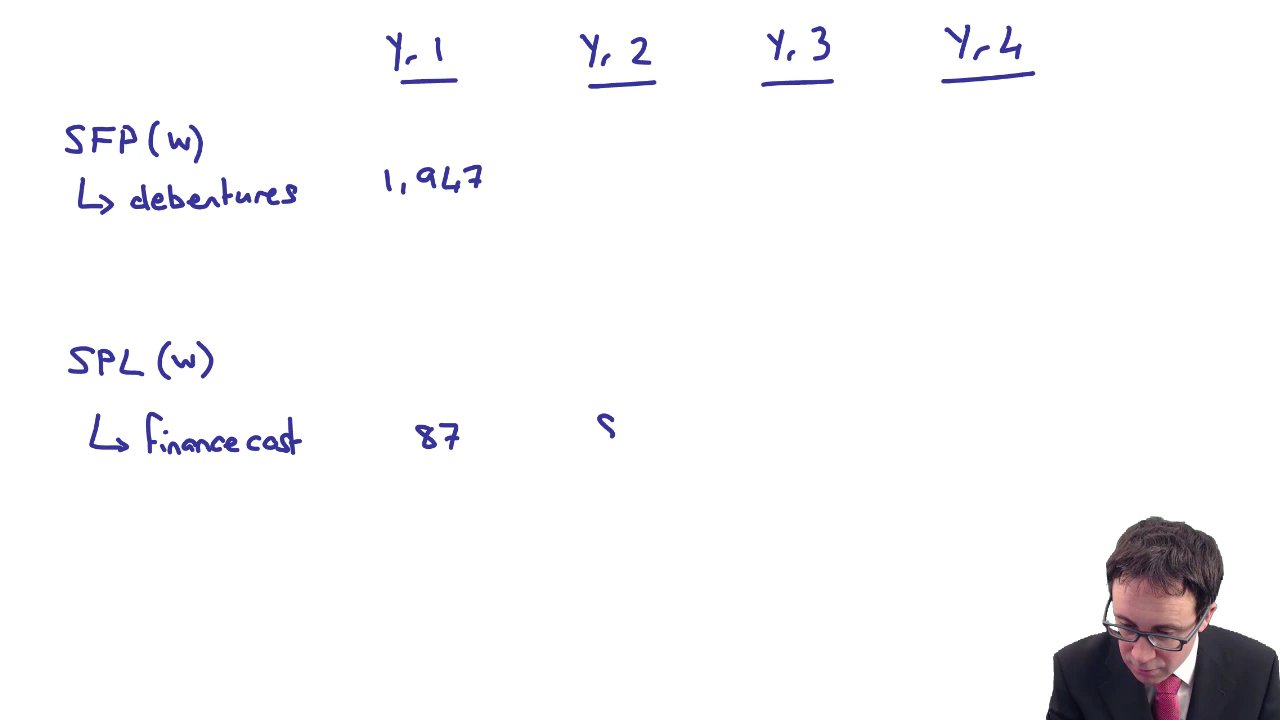 Yr 1 Yr 2 Yr 3 Yr 4
SFP (W)
↳ debentures 1,947
SPL (W)
↳ finance cost 87